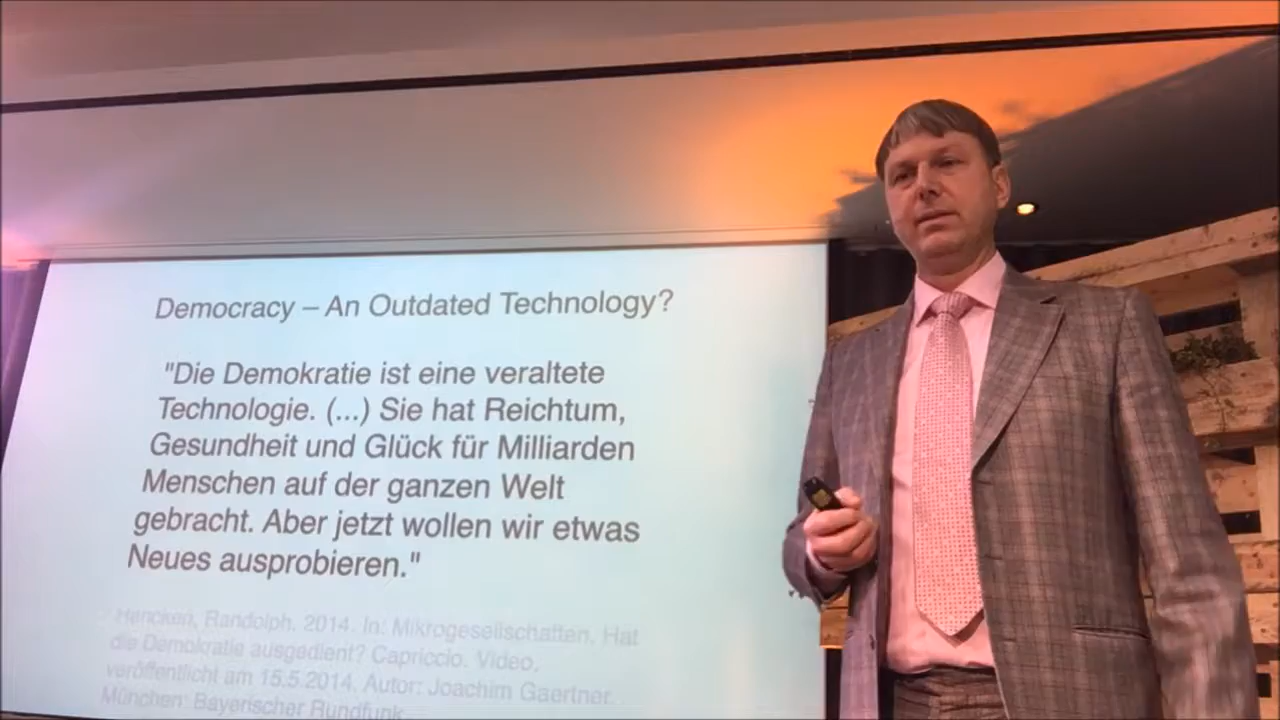 Democracy – An Outdated Technology?
"Die Demokratie ist eine veraltete
Technologie. (...) Sie hat Reichtum,
Gesundheit und Glück für Milliarden
Menschen auf der ganzen Welt
gebracht. Aber jetzt wollen wir etwas
Neues ausprobieren."
Hencken, Randolph. 2014. In: Mikrogesellschaften. Hat
die Demokratie ausgedient? Capriccio. Video,
veröffentlicht am 15.5.2014. Autor: Joachim Gaertner.
München: Bayerischer Rundfunk.